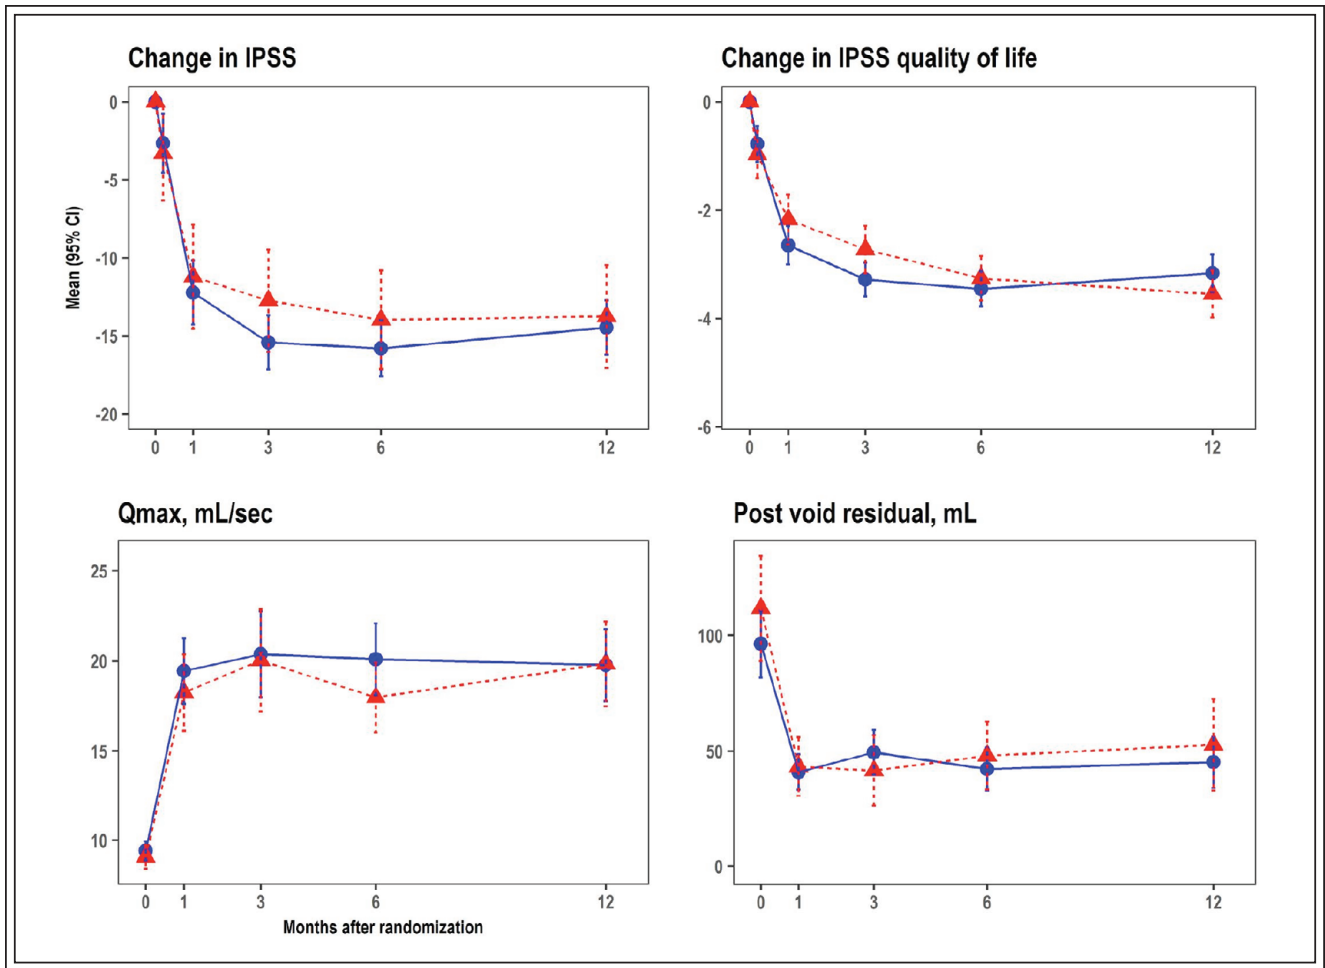 Change in IPSS
Mean (95% CI)
0
-5
-10
-15
-20
0 1 3 6 12
Change in IPSS quality of life
0
-2
-4
-6
0 1 3 6 12
Qmax, mL/sec
25
20
15
10
0 1 3 6 12
Months after randomization
Post void residual, mL
100
50
0
0 1 3 6 12